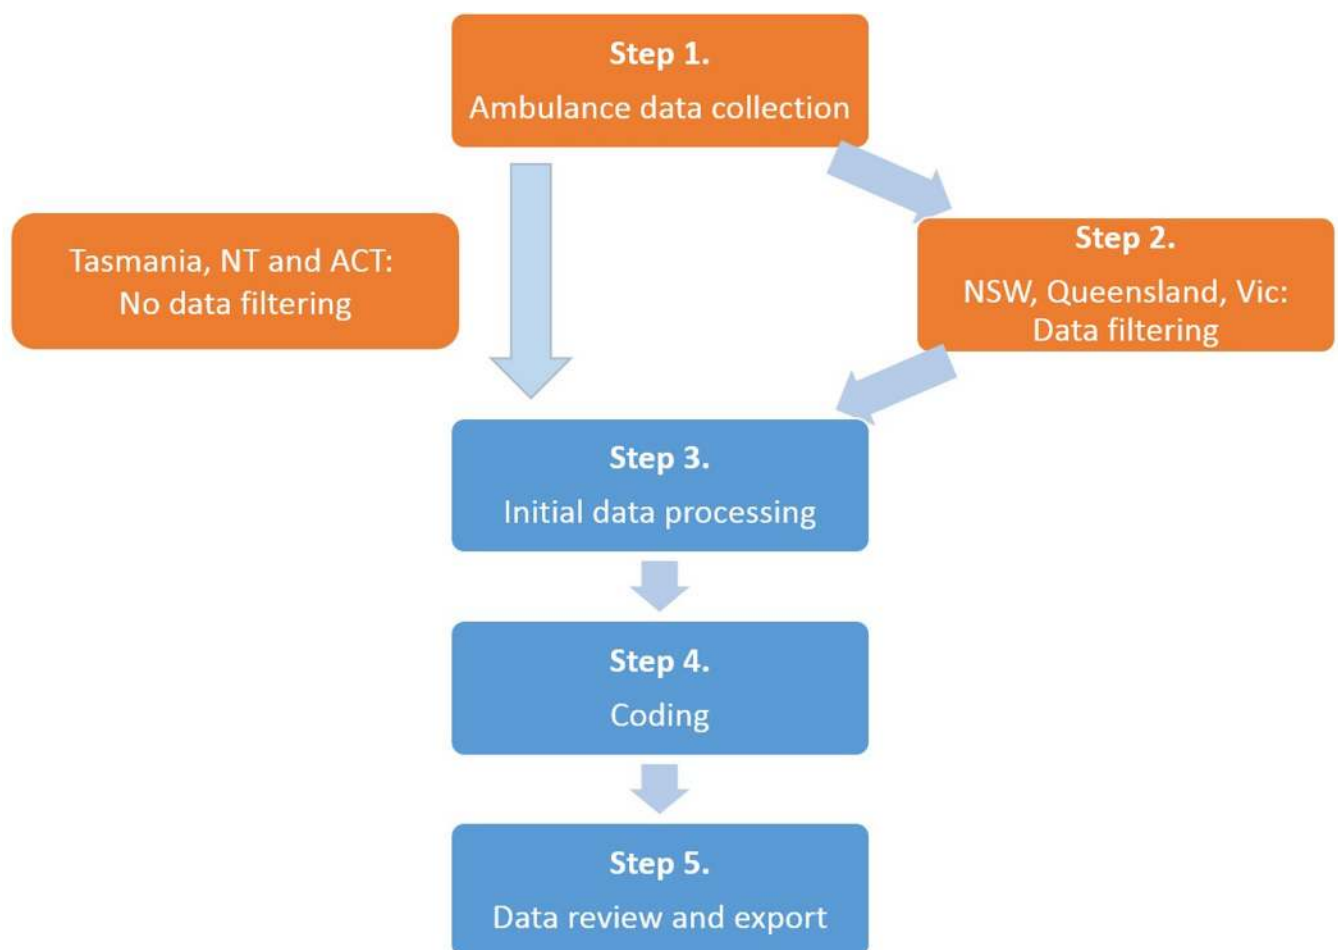 Step 1.
Ambulance data collection
Tasmania, NT and ACT:
No data filtering
Step 2.
NSW, Queensland, Vic:
Data filtering
Step 3.
Initial data processing
Step 4.
Coding
Step 5.
Data review and export